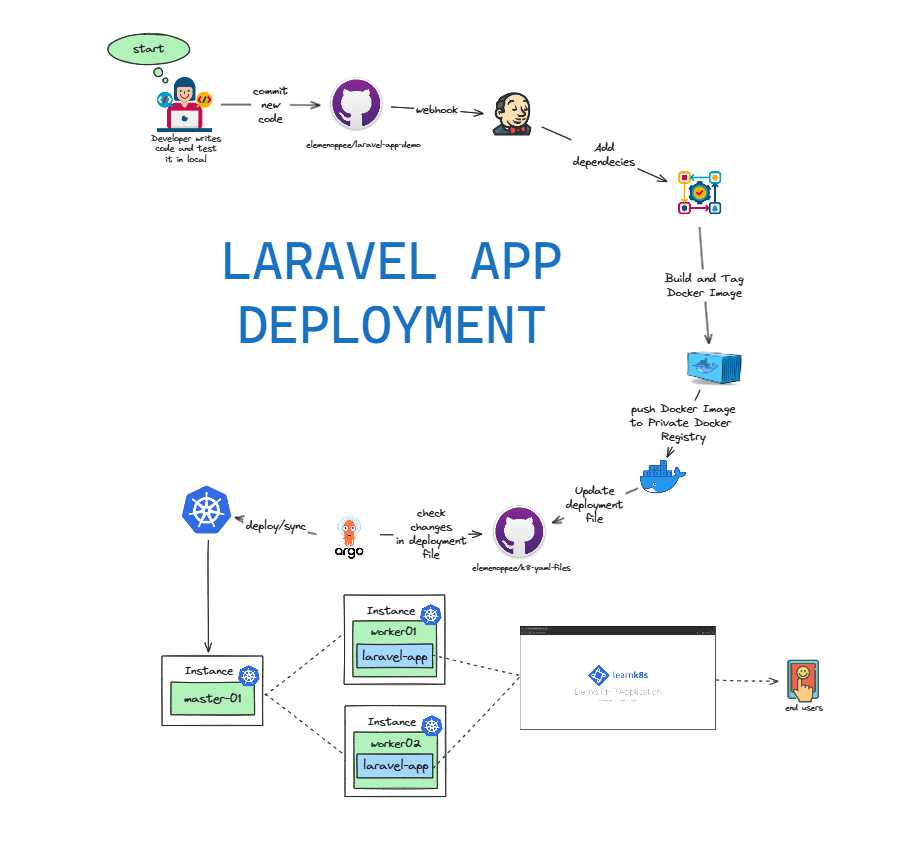 start
Developer writes
code and test
it in local
commit
new
code
elemenoppee/laravel-app-demo
webhook
Add
dependecies
LARAVEL APP
DEPLOYMENT
Build and Tag
Docker Image
push Docker Image
to Private Docker
Registry
Update
deployment
file
elemenoppee/k8-yaml-files
check
changes
in deployment
file
argo
deploy/sync
Instance
master-01
Instance
worker01
laravel-app
Instance
worker02
laravel-app
learnk8s
Demo PHP Application
end users